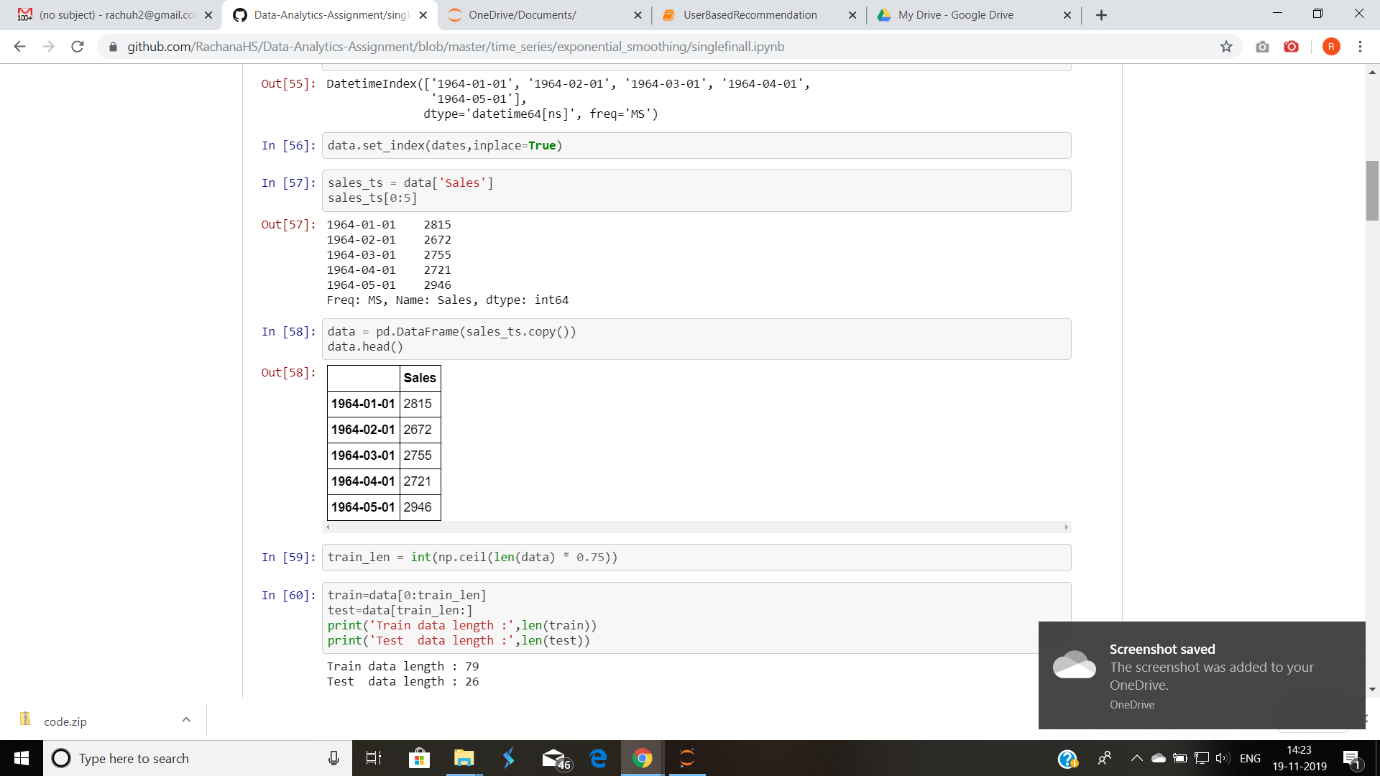 (no subject) - rachuh2@gmail.co
Data-Analytics-Assignment/singl
OneDrive/Documents/
UserBasedRecommendation
My Drive - Google Drive
github.com/RachanaHS/Data-Analytics-Assignment/blob/master/time_series/exponential_smoothing/singlefinall.ipynb
R
Out[55]: DatetimeIndex(['1964-01-01', '1964-02-01', '1964-03-01', '1964-04-01',
'1964-05-01'],
dtype='datetime64[ns]', freq='MS')
In [56]: data.set_index(dates,inplace=True)
In [57]: sales_ts = data['Sales']
sales_ts[0:5]
Out[57]: 1964-01-01    2815
1964-02-01    2672
1964-03-01    2755
1964-04-01    2721
1964-05-01    2946
Freq: MS, Name: Sales, dtype: int64
In [58]: data = pd.DataFrame(sales_ts.copy())
data.head()
Out[58]:
Sales
1964-01-01 2815
1964-02-01 2672
1964-03-01 2755
1964-04-01 2721
1964-05-01 2946
In [59]: train_len = int(np.ceil(len(data) * 0.75))
In [60]: train=data[0:train_len]
test=data[train_len:]
print('Train data length :',len(train))
print('Test  data length :',len(test))
Train data length : 79
Test  data length : 26
Screenshot saved
The screenshot was added to your
OneDrive.
OneDrive
code.zip
Type here to search
46
ENG
14:23
19-11-2019
1